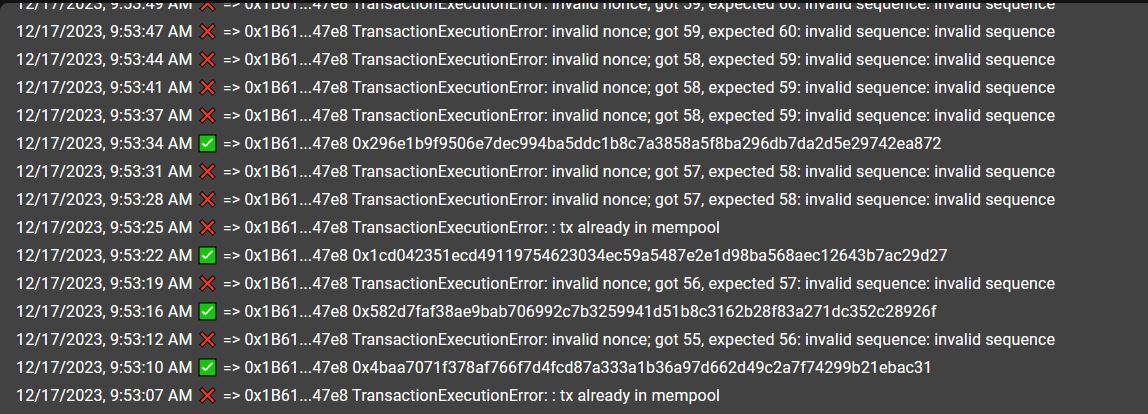 12/17/2023, 9:53:49 AM ❌ => 0x1B61...47e8 TransactionExecutionError: invalid nonce; got 59, expected 60: invalid sequence: invalid sequence
12/17/2023, 9:53:47 AM ❌ => 0x1B61...47e8 TransactionExecutionError: invalid nonce; got 59, expected 60: invalid sequence: invalid sequence
12/17/2023, 9:53:44 AM ❌ => 0x1B61...47e8 TransactionExecutionError: invalid nonce; got 58, expected 59: invalid sequence: invalid sequence
12/17/2023, 9:53:41 AM ❌ => 0x1B61...47e8 TransactionExecutionError: invalid nonce; got 58, expected 59: invalid sequence: invalid sequence
12/17/2023, 9:53:37 AM ❌ => 0x1B61...47e8 TransactionExecutionError: invalid nonce; got 58, expected 59: invalid sequence: invalid sequence
12/17/2023, 9:53:34 AM ✅ => 0x1B61...47e8 0x296e1b9f9506e7dec994ba5ddc1b8c7a3858a5f8ba296db7da2d5e29742ea872
12/17/2023, 9:53:31 AM ❌ => 0x1B61...47e8 TransactionExecutionError: invalid nonce; got 57, expected 58: invalid sequence: invalid sequence
12/17/2023, 9:53:28 AM ❌ => 0x1B61...47e8 TransactionExecutionError: invalid nonce; got 57, expected 58: invalid sequence: invalid sequence
12/17/2023, 9:53:25 AM ❌ => 0x1B61...47e8 TransactionExecutionError: : tx already in mempool
12/17/2023, 9:53:22 AM ✅ => 0x1B61...47e8 0x1cd042351ecd49119754623034ec59a5487e2e1d98ba568aec12643b7ac29d27
12/17/2023, 9:53:19 AM ❌ => 0x1B61...47e8 TransactionExecutionError: invalid nonce; got 56, expected 57: invalid sequence: invalid sequence
12/17/2023, 9:53:16 AM ✅ => 0x1B61...47e8 0x582d7faf38ae9bab706992c7b3259941d51b8c3162b28f83a271dc352c28926f
12/17/2023, 9:53:12 AM ❌ => 0x1B61...47e8 TransactionExecutionError: invalid nonce; got 55, expected 56: invalid sequence: invalid sequence
12/17/2023, 9:53:10 AM ✅ => 0x1B61...47e8 0x4baa7071f378af766f7d4fcd87a333a1b36a97d662d49c2a7f74299b21ebac31
12/17/2023, 9:53:07 AM ❌ => 0x1B61...47e8 TransactionExecutionError: : tx already in mempool